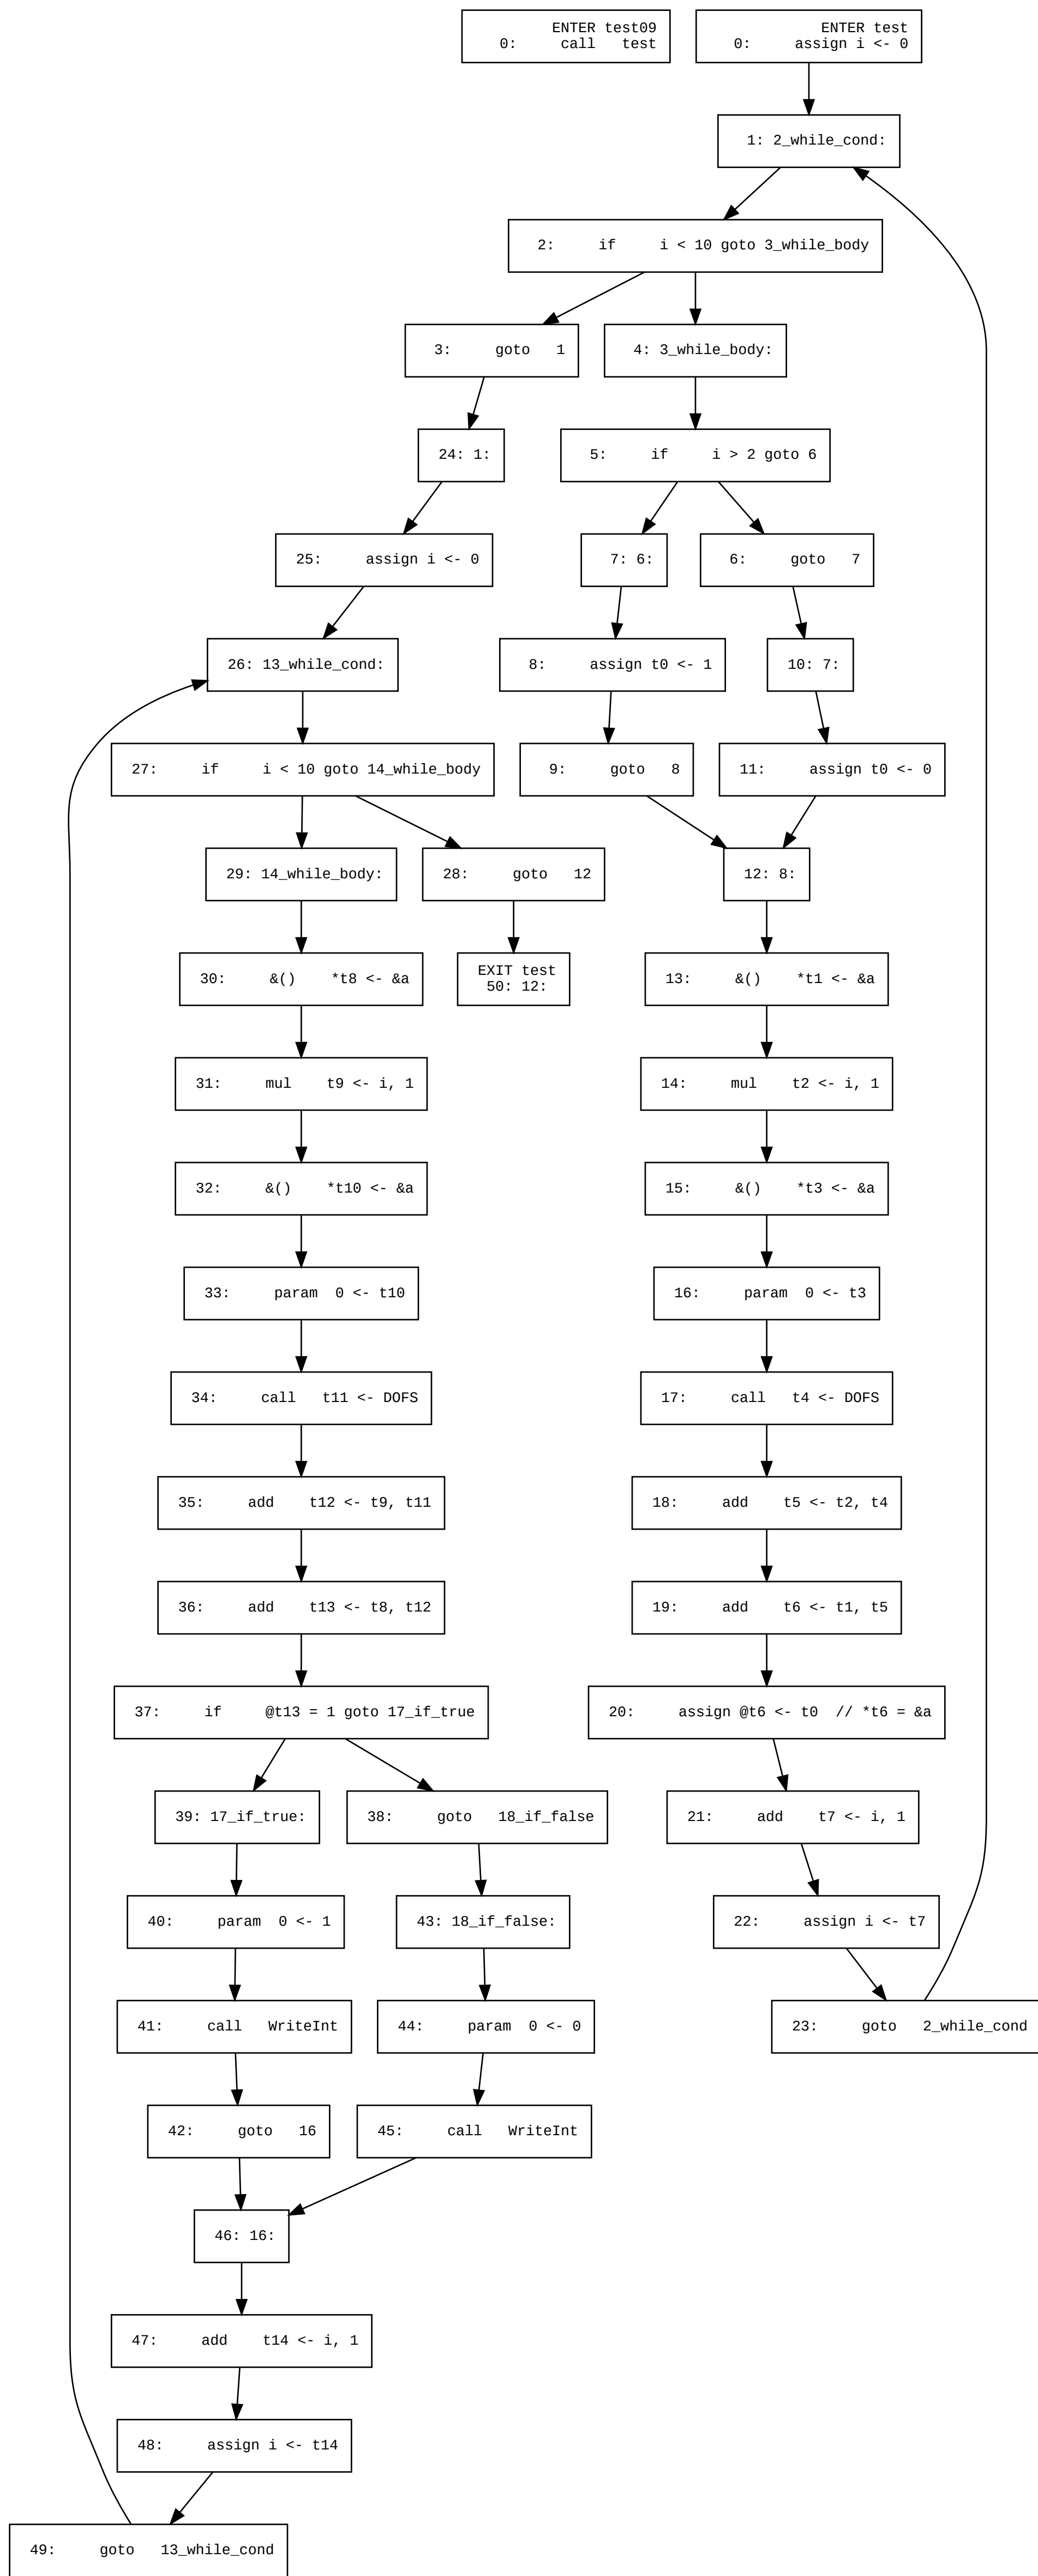 ENTER test09
0:     call   test
ENTER test
0:     assign i <- 0
1: 2_while_cond:
2:     if     i < 10 goto 3_while_body
3:     goto   1
4: 3_while_body:
24: 1:
5:     if     i > 2 goto 6
25:     assign i <- 0
7: 6:
6:     goto   7
26: 13_while_cond:
8:     assign t0 <- 1
10: 7:
27:     if     i < 10 goto 14_while_body
9:     goto   8
11:     assign t0 <- 0
29: 14_while_body:
28:     goto   12
12: 8:
30:     &()    *t8 <- &a
EXIT test
50: 12:
13:     &()    *t1 <- &a
31:     mul    t9 <- i, 1
14:     mul    t2 <- i, 1
32:     &()    *t10 <- &a
15:     &()    *t3 <- &a
33:     param  0 <- t10
16:     param  0 <- t3
34:     call   t11 <- DOFS
17:     call   t4 <- DOFS
35:     add    t12 <- t9, t11
18:     add    t5 <- t2, t4
36:     add    t13 <- t8, t12
19:     add    t6 <- t1, t5
37:     if     @t13 = 1 goto 17_if_true
20:     assign @t6 <- t0  // *t6 = &a
39: 17_if_true:
38:     goto   18_if_false
21:     add    t7 <- i, 1
40:     param  0 <- 1
43: 18_if_false:
22:     assign i <- t7
41:     call   WriteInt
44:     param  0 <- 0
23:     goto   2_while_cond
42:     goto   16
45:     call   WriteInt
46: 16:
47:     add    t14 <- i, 1
48:     assign i <- t14
49:     goto   13_while_cond